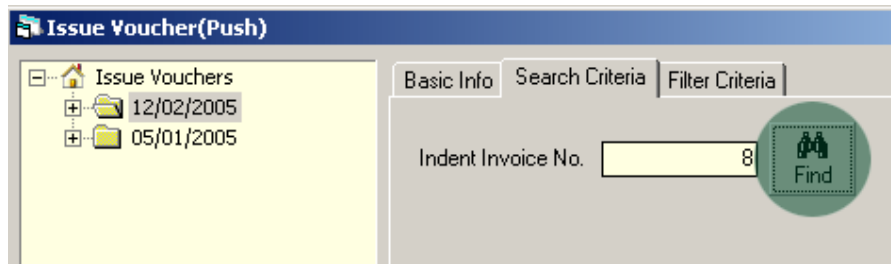 Issue Voucher(Push)
Issue Vouchers
12/02/2005
05/01/2005
Basic Info Search Criteria Filter Criteria
Indent Invoice No. 8
Find